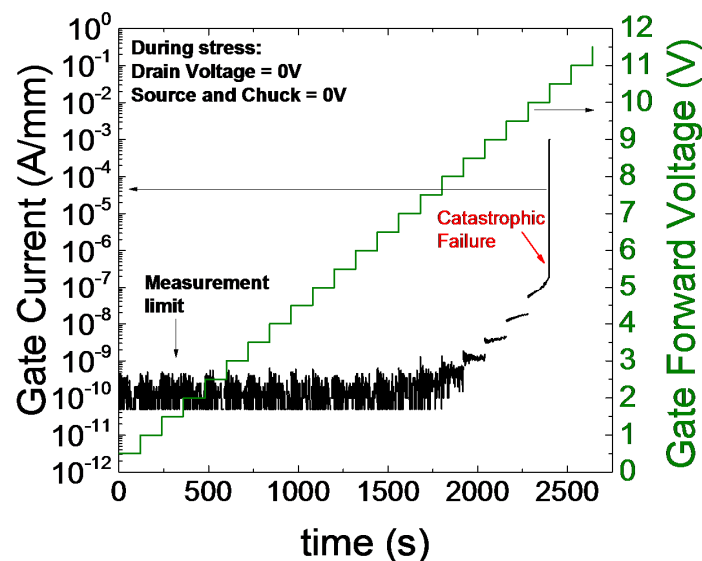 Gate Current (A/mm)
10⁰
10⁻¹
10⁻²
10⁻³
10⁻⁴
10⁻⁵
10⁻⁶
10⁻⁷
10⁻⁸
10⁻⁹
10⁻¹⁰
10⁻¹¹
10⁻¹²
During stress:
Drain Voltage = 0V
Source and Chuck = 0V
Measurement
limit
Catastrophic
Failure
12
11
10
9
8
7
6
5
4
3
2
1
0
Gate Forward Voltage (V)
0 500 1000 1500 2000 2500
time (s)